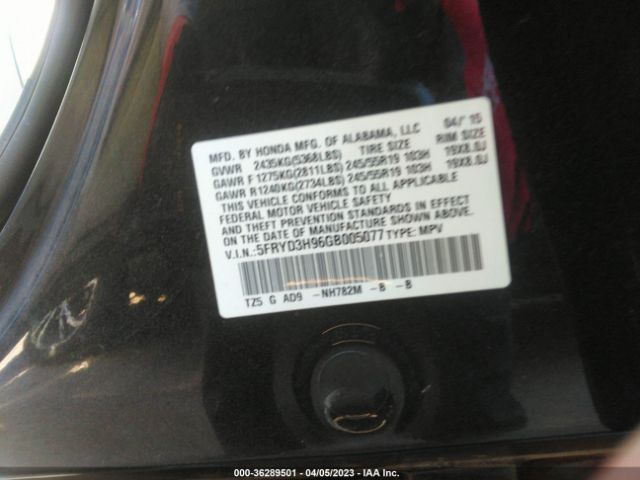 MFD. BY HONDA MFG. OF ALABAMA, LLC 04/'15
GVWR 2435KG(5368LBS) TIRE SIZE RIM SIZE
GAWR F 1275KG(2811LBS) 245/55R19 103H 19X8.0J
GAWR R 1240KG(2734LBS) 245/55R19 103H 19X8.0J
THIS VEHICLE CONFORMS TO ALL APPLICABLE
FEDERAL MOTOR VEHICLE SAFETY
AND THEFT PREVENTION STANDARDS IN EFFECT
ON THE DATE OF MANUFACTURE SHOWN ABOVE.
V.I.N.:5FRYD3H96GB005077 TYPE: MPV
TZ5 G AD9 -NH782M -B -B
000-36289501 - 04/05/2023 - IAA Inc.